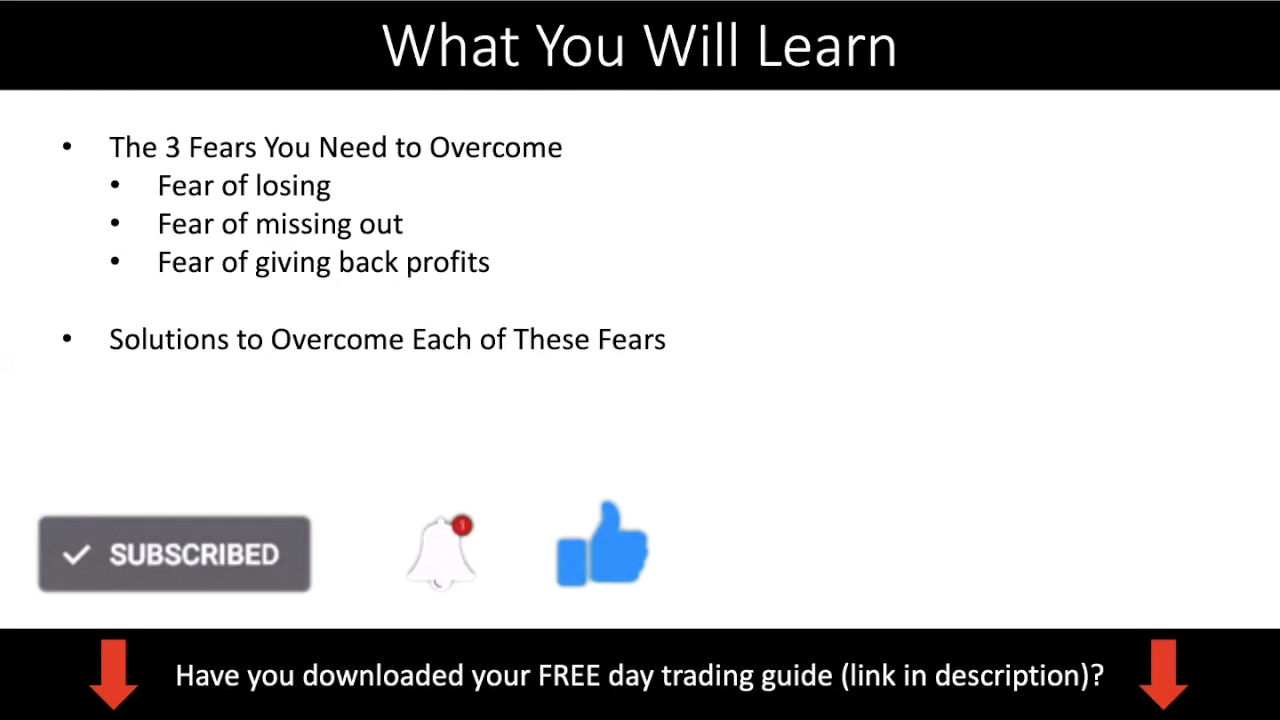 What You Will Learn
• The 3 Fears You Need to Overcome
• Fear of losing
• Fear of missing out
• Fear of giving back profits
• Solutions to Overcome Each of These Fears
SUBSCRIBED
1
Have you downloaded your FREE day trading guide (link in description)?